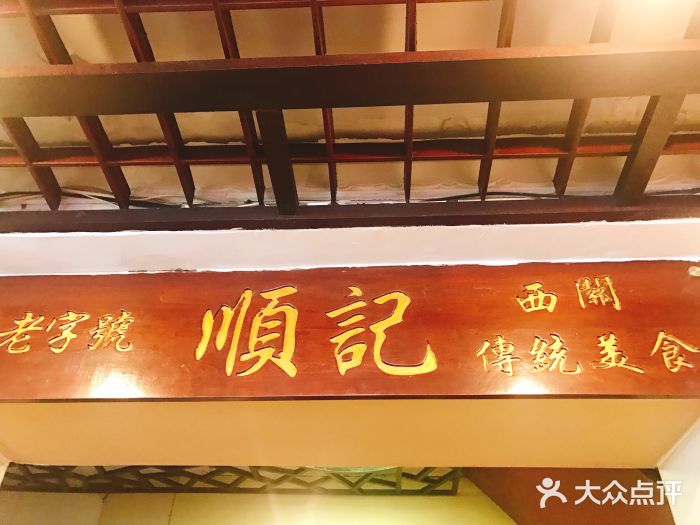 老字號
順記
西關
傳統美食
大众点评